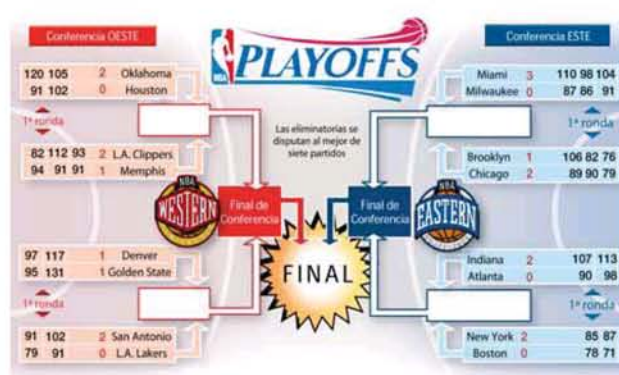 Conferencia OESTE
NBA PLAYOFFS
Conferencia ESTE
120 105 2 Oklahoma
91 102 0 Houston
1ª ronda
82 112 93 2 L.A. Clippers
94 91 91 1 Memphis
97 117 1 Denver
95 131 1 Golden State
1ª ronda
91 102 2 San Antonio
79 91 0 L.A. Lakers
Las eliminatorias se
disputan al mejor de
siete partidos
NBA
WESTERN
Final de
Conferencia
Final de
Conferencia
NBA
EASTERN
FINAL
Miami 3 110 98 104
Milwaukee 0 87 86 91
1ª ronda
Brooklyn 1 106 82 76
Chicago 2 89 90 79
Indiana 2 107 113
Atlanta 0 90 98
1ª ronda
New York 2 85 87
Boston 0 78 71